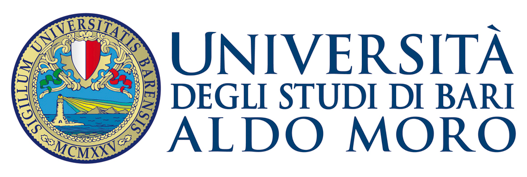 SIGILLUM UNIVERSITATIS BARENSIS
MCMXXV
UNIVERSITÀ
DEGLI STUDI DI BARI
ALDO MORO